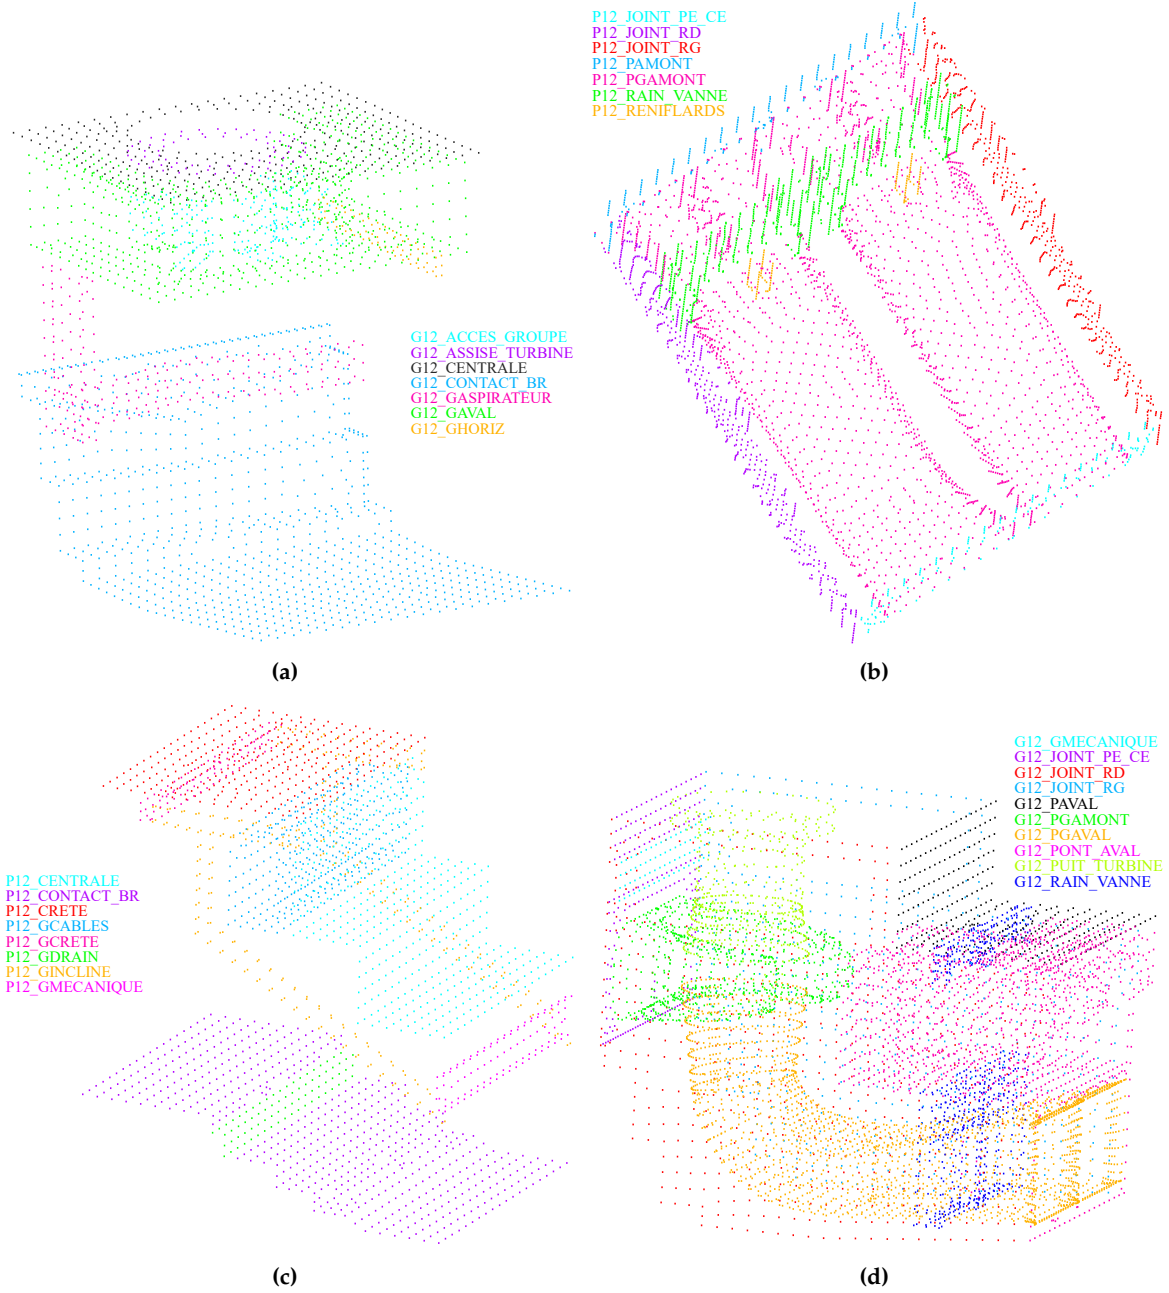 G12_ACCES_GROUPE
G12_ASSISE_TURBINE
G12_CENTRALE
G12_CONTACT_BR
G12_GASPIRATEUR
G12_GAVAL
G12_GHORIZ
(a)
P12_JOINT_PE_CE
P12_JOINT_RD
P12_JOINT_RG
P12_PAMONT
P12_PGAMONT
P12_RAIN_VANNE
P12_RENIFLARDS
(b)
P12_CENTRALE
P12_CONTACT_BR
P12_CRETE
P12_GCABLES
P12_GCRETE
P12_GDRAIN
P12_GINCLINE
P12_GMECANIQUE
(c)
G12_GMECANIQUE
G12_JOINT_PE_CE
G12_JOINT_RD
G12_JOINT_RG
G12_PAVAL
G12_PGAMONT
G12_PGAVAL
G12_PONT_AVAL
G12_PUIT_TURBINE
G12_RAIN_VANNE
(d)